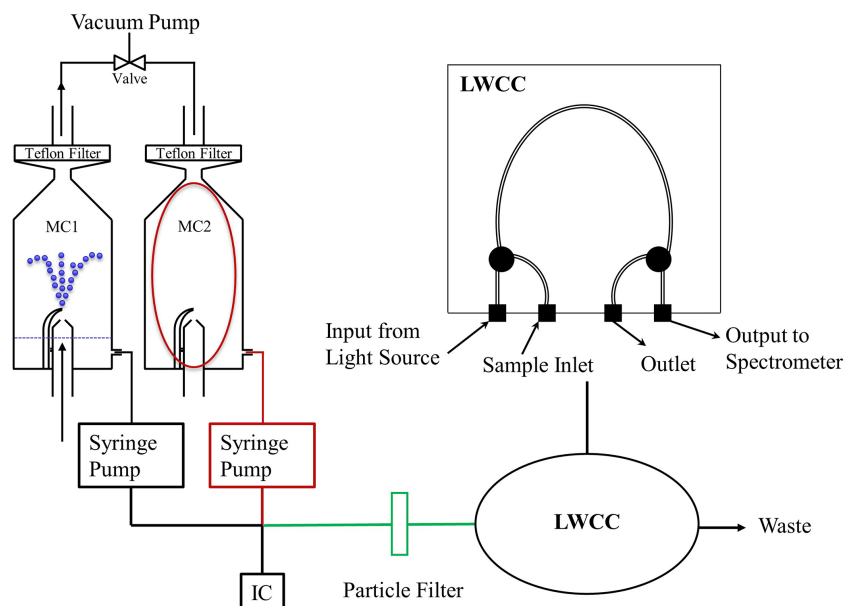 Vacuum Pump
Valve
Teflon Filter
Teflon Filter
MC1
MC2
Syringe
Pump
Syringe
Pump
IC
Particle Filter
LWCC
Waste
LWCC
Input from
Light Source
Sample Inlet
Outlet
Output to
Spectrometer